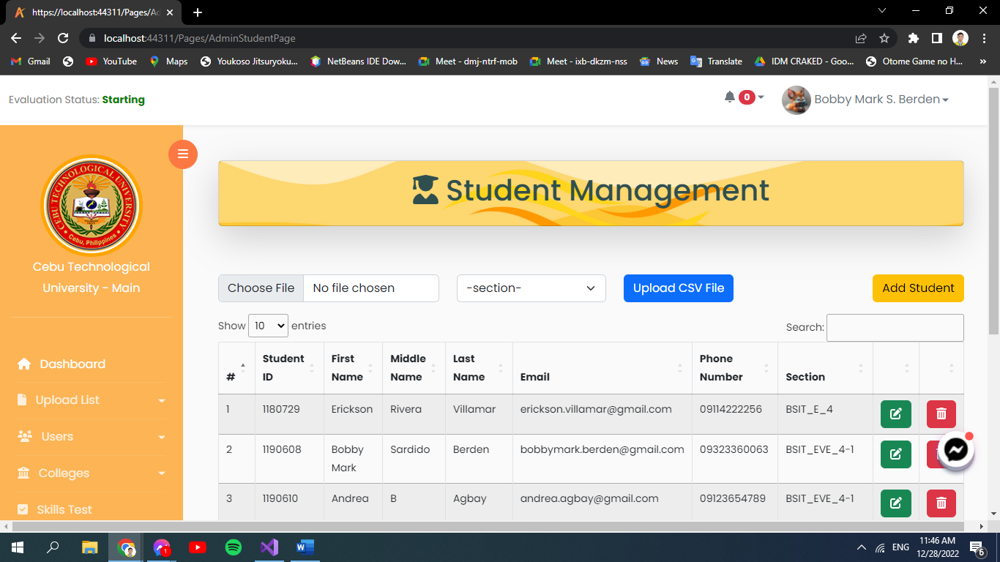 https://localhost:44311/Pages/Ad
localhost:44311/Pages/AdminStudentPage
Gmail YouTube Maps Youkoso Jitsuryoku... NetBeans IDE Dow... Meet - dmj-ntrf-mob Meet - ixb-dkzm-nss News Translate IDM CRAKED - Goo... Otome Game no H... »
Evaluation Status: Starting
0
Bobby Mark S. Berden
CEBU TECHNOLOGICAL UNIVERSITY
Cebu, Philippines
Cebu Technological
University - Main
Dashboard
Upload List
Users
Colleges
Skills Test
Student Management
Choose File No file chosen -section- Upload CSV File Add Student
Show 10 entries Search:
# Student ID First Name Middle Name Last Name Email Phone Number Section
1 1180729 Erickson Rivera Villamar erickson.villamar@gmail.com 09114222256 BSIT_E_4
2 1190608 Bobby Mark Sardido Berden bobbymark.berden@gmail.com 09323360063 BSIT_EVE_4-1
3 1190610 Andrea B Agbay andrea.agbay@gmail.com 09123654789 BSIT_EVE_4-1
1
ENG
11:46 AM
12/28/2022
6